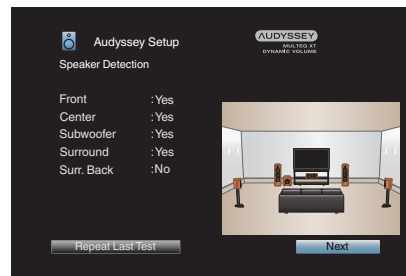 Audyssey Setup
AUDYSSEY
MULTEQ XT
DYNAMIC VOLUME
Speaker Detection
Front :Yes
Center :Yes
Subwoofer :Yes
Surround :Yes
Surr. Back :No
Repeat Last Test
Next